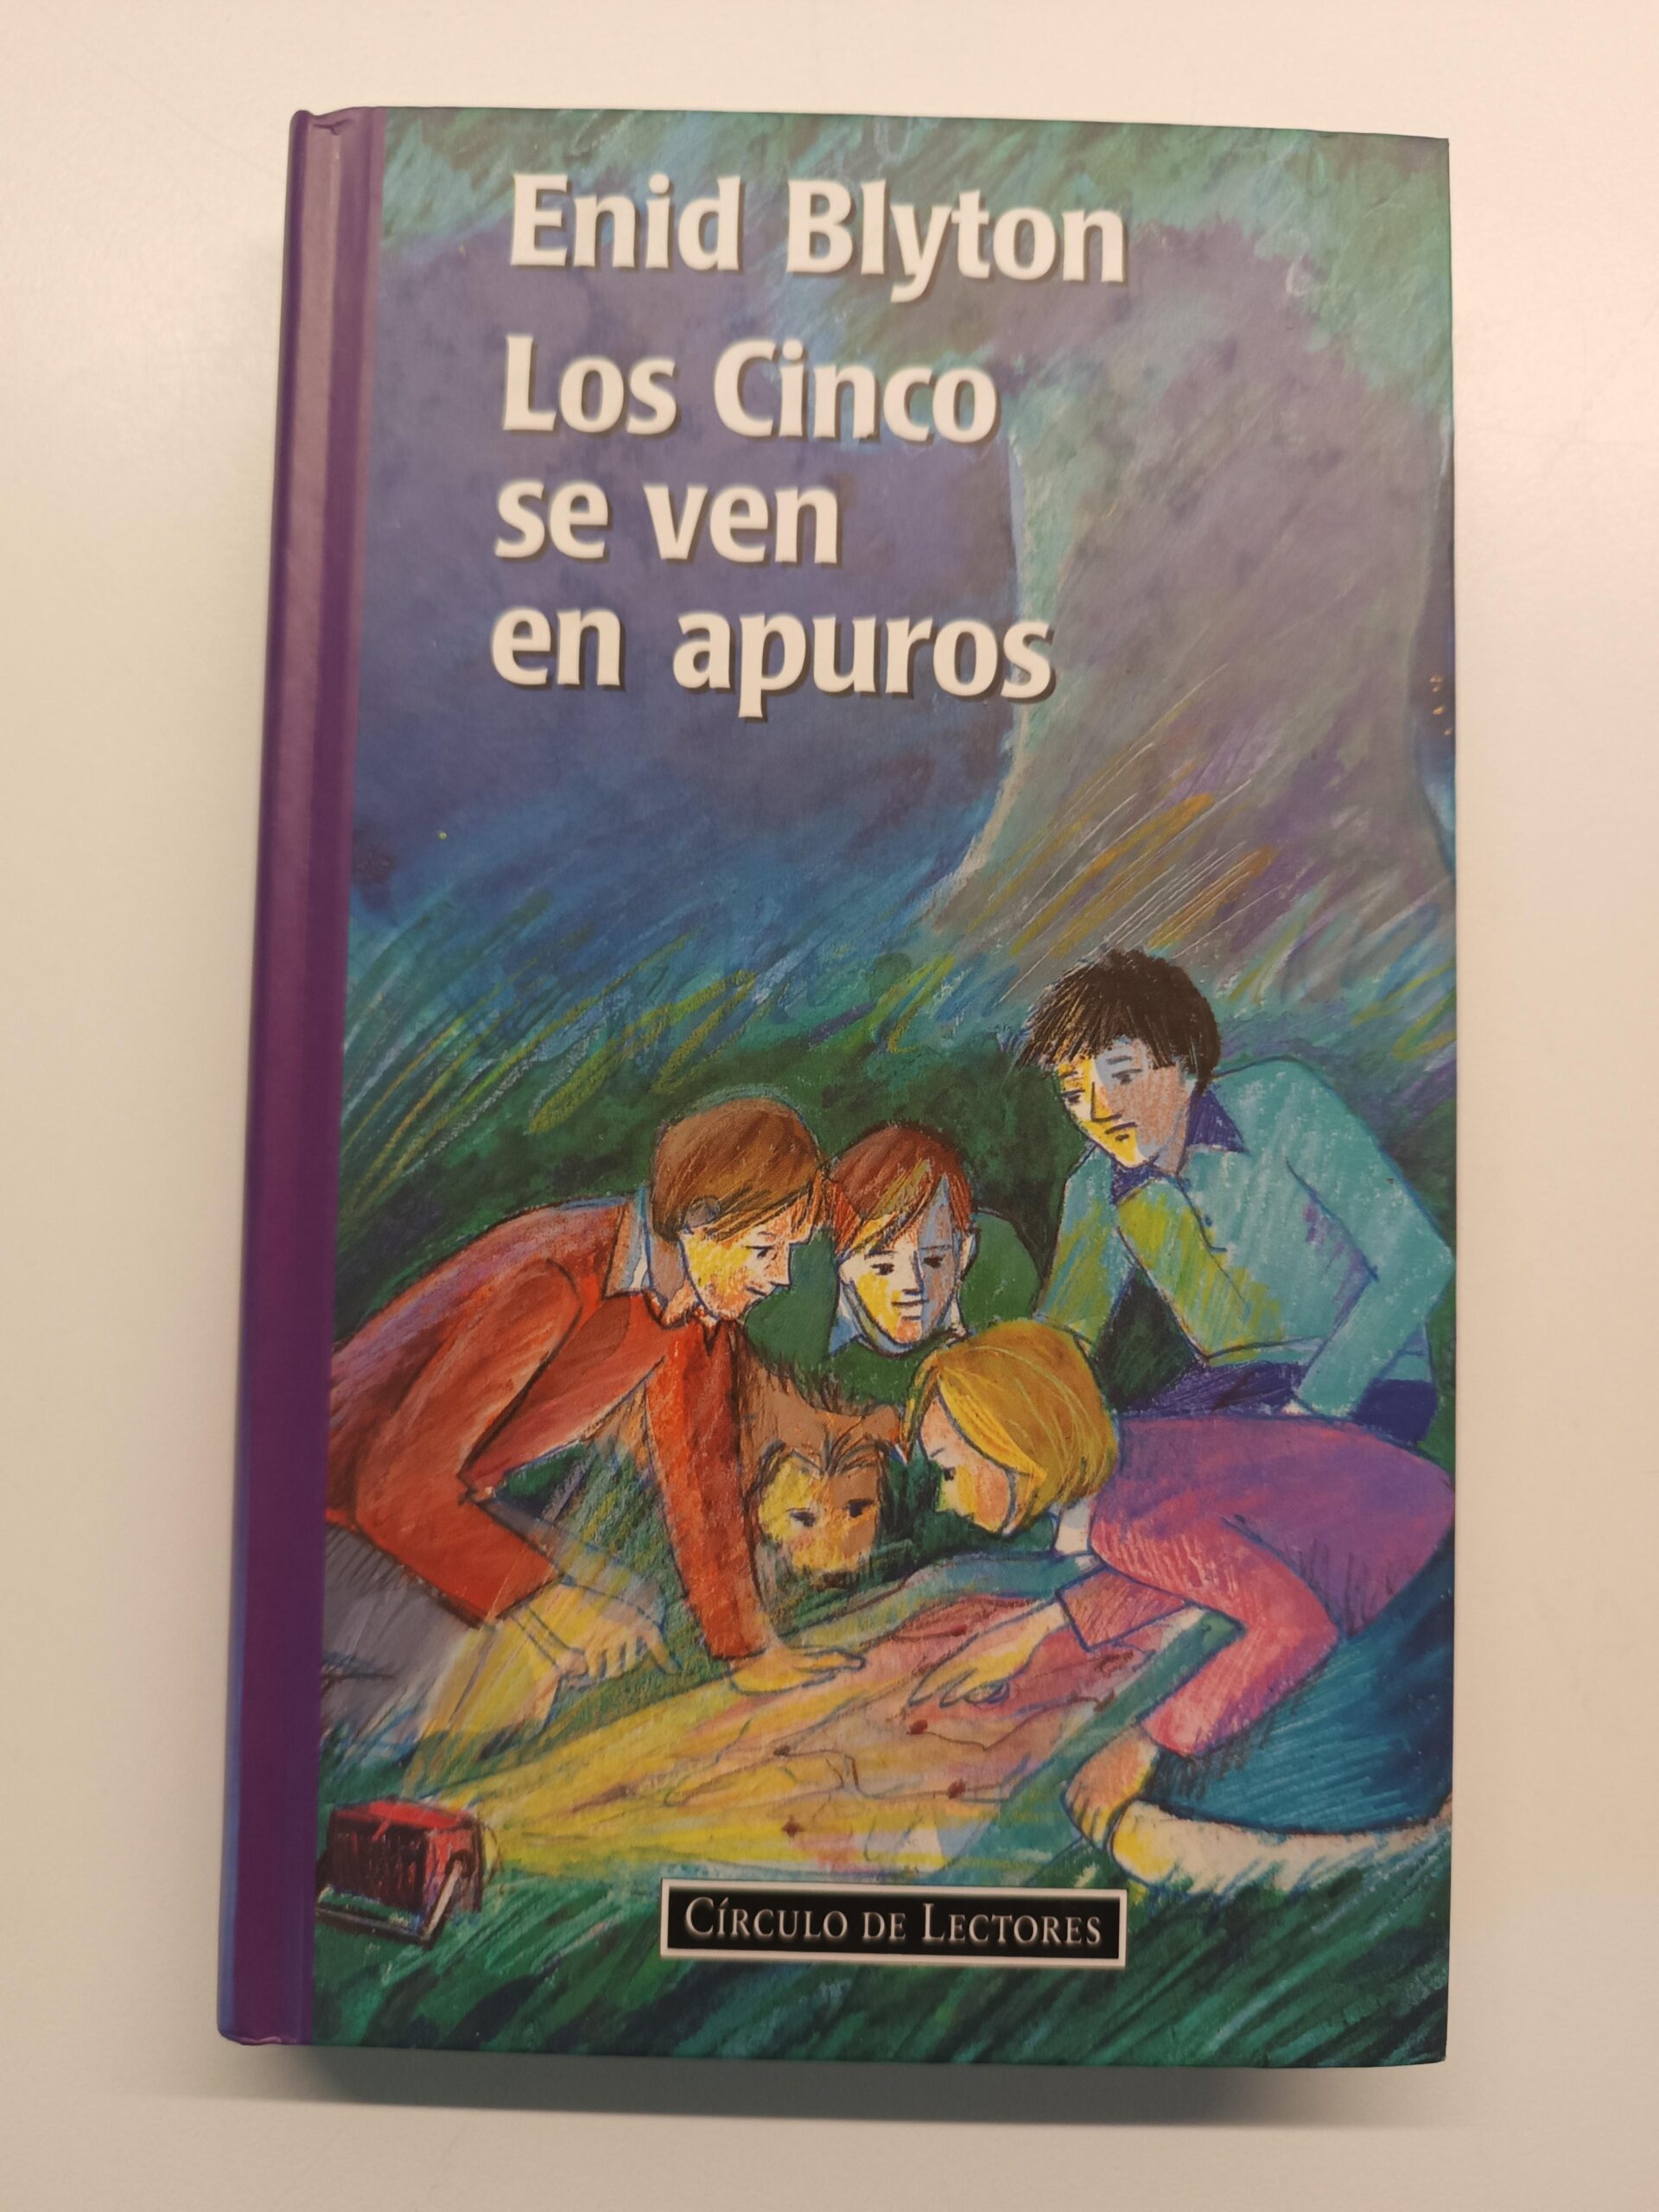 Enid Blyton
Los Cinco
se ven
en apuros
CÍRCULO DE LECTORES